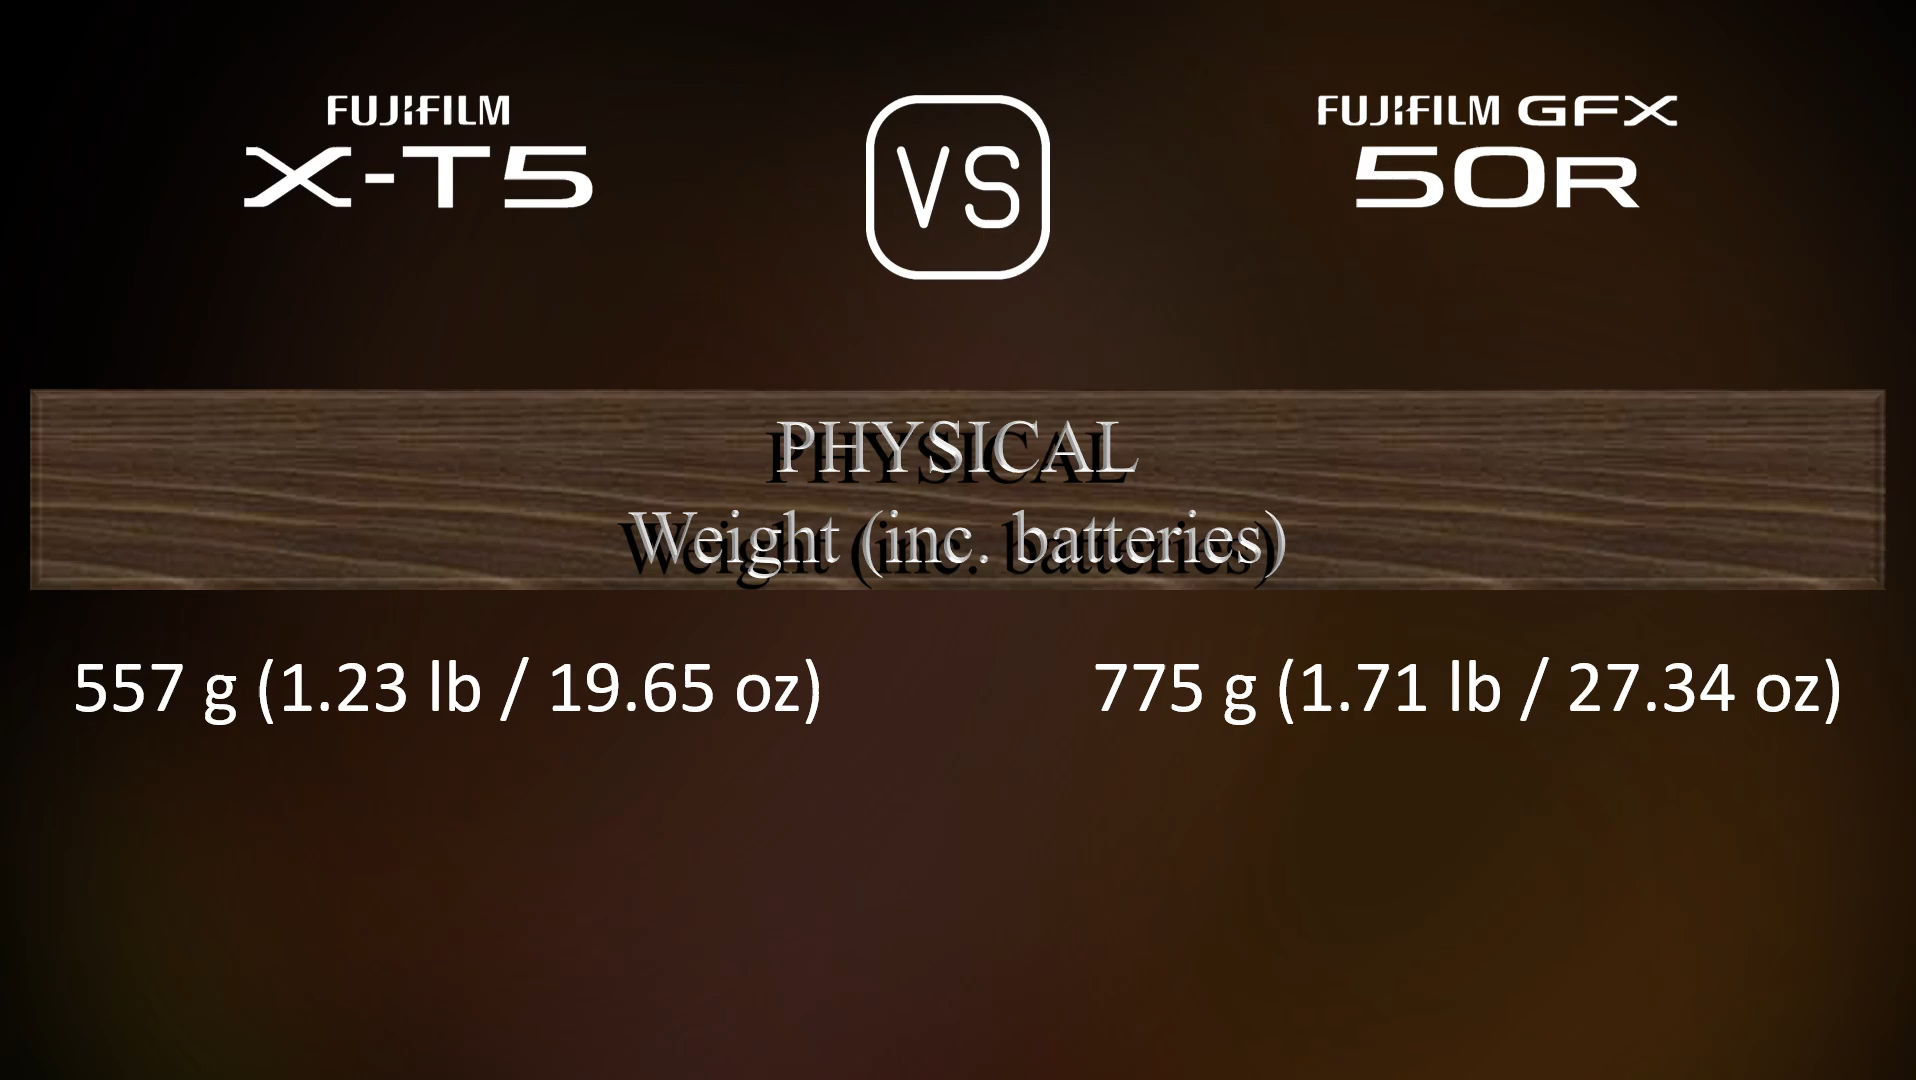 FUJIFILM
X-T5
VS
FUJIFILM GFX
50R
PHYSICAL
Weight (inc. batteries)
557 g (1.23 lb / 19.65 oz)
775 g (1.71 lb / 27.34 oz)